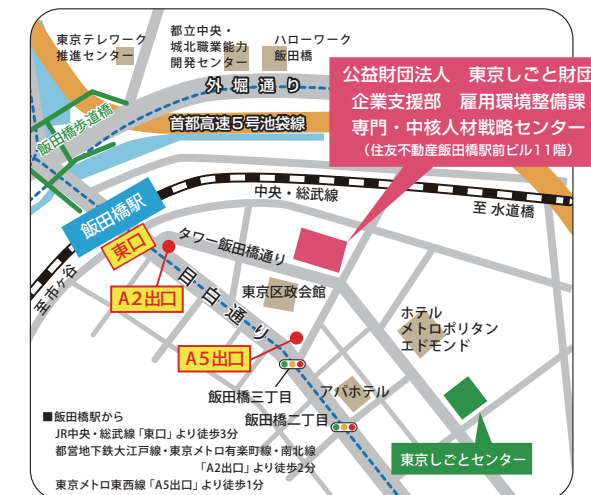 東京テレワーク
推進センター
都立中央・
城北職業能力
開発センター
ハローワーク
飯田橋
外堀通り
公益財団法人　東京しごと財団
企業支援部　雇用環境整備課
専門・中核人材戦略センター
（住友不動産飯田橋駅前ビル11階）
飯田橋歩道橋
首都高速5号池袋線
中央・総武線
至 水道橋
飯田橋駅
東口
タワー飯田橋通り
至市ヶ谷
A2出口
目白通り
東京区政会館
ホテル
メトロポリタン
エドモンド
A5出口
飯田橋三丁目
アパホテル
飯田橋二丁目
東京しごとセンター
■飯田橋駅から
JR中央・総武線「東口」より徒歩3分
都営地下鉄大江戸線・東京メトロ有楽町線・南北線
「A2出口」より徒歩2分
東京メトロ東西線「A5出口」より徒歩1分